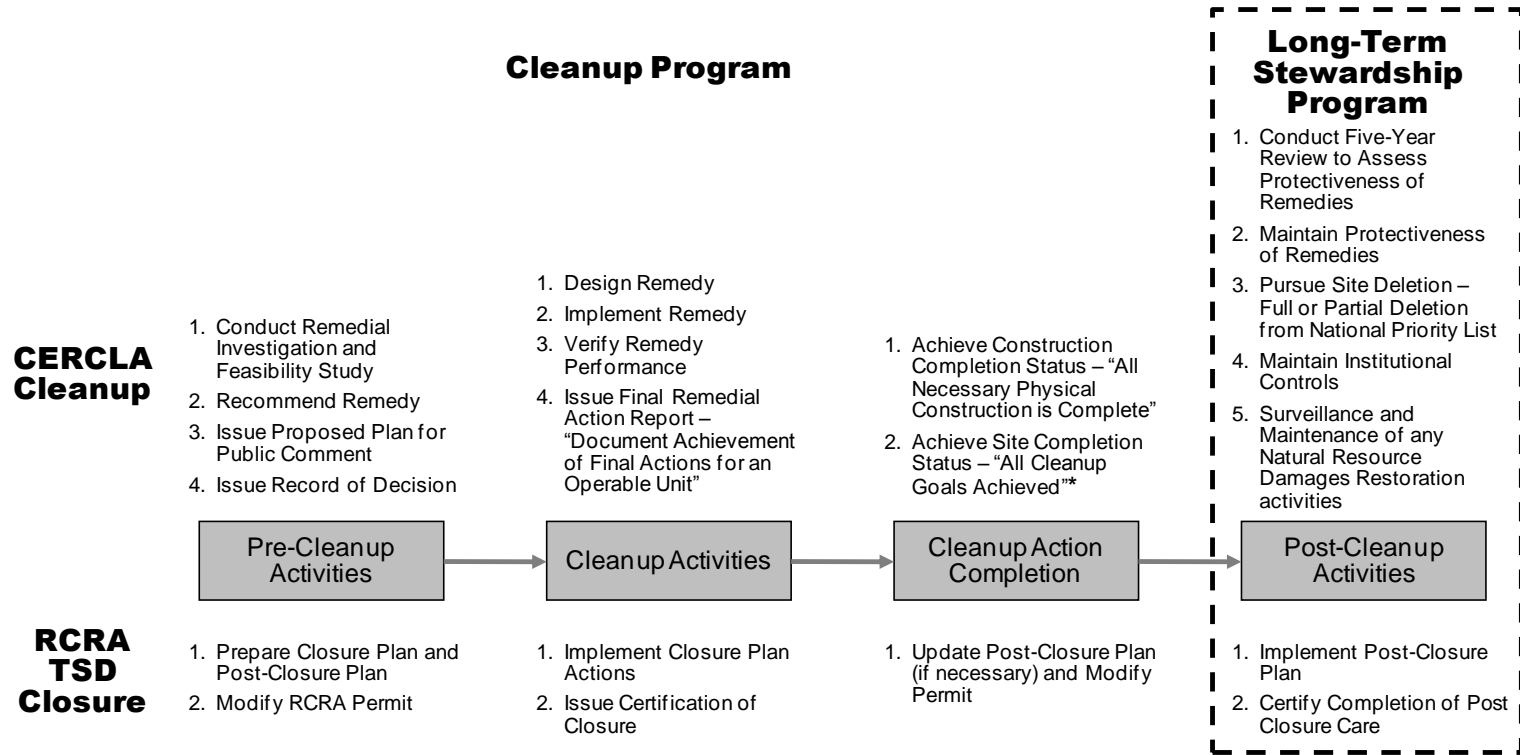 Cleanup Program
Long-Term
Stewardship
Program
CERCLA
Cleanup
1. Conduct Remedial
Investigation and
Feasibility Study
2. Recommend Remedy
3. Issue Proposed Plan for
Public Comment
4. Issue Record of Decision
1. Design Remedy
2. Implement Remedy
3. Verify Remedy
Performance
4. Issue Final Remedial
Action Report –
“Document Achievement
of Final Actions for an
Operable Unit”
1. Achieve Construction
Completion Status – “All
Necessary Physical
Construction is Complete”
2. Achieve Site Completion
Status – “All Cleanup
Goals Achieved”*
1. Conduct Five-Year
Review to Assess
Protectiveness of
Remedies
2. Maintain Protectiveness
of Remedies
3. Pursue Site Deletion –
Full or Partial Deletion
from National Priority List
4. Maintain Institutional
Controls
5. Surveillance and
Maintenance of any
Natural Resource
Damages Restoration
activities
Pre-Cleanup
Activities
Cleanup Activities
Cleanup Action
Completion
Post-Cleanup
Activities
RCRA
TSD
Closure
1. Prepare Closure Plan and
Post-Closure Plan
2. Modify RCRA Permit
1. Implement Closure Plan
Actions
2. Issue Certification of
Closure
1. Update Post-Closure Plan
(if necessary) and Modify
Permit
1. Implement Post-Closure
Plan
2. Certify Completion of Post
Closure Care